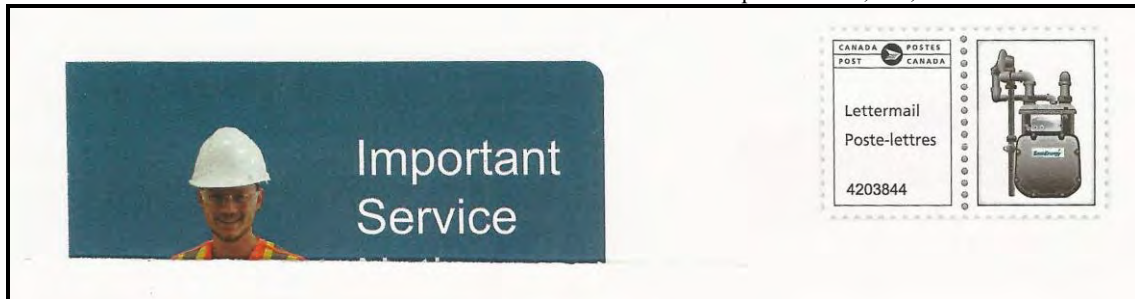 Important
Service
CANADA POSTES
POST CANADA
Lettermail
Poste-lettres
4203844